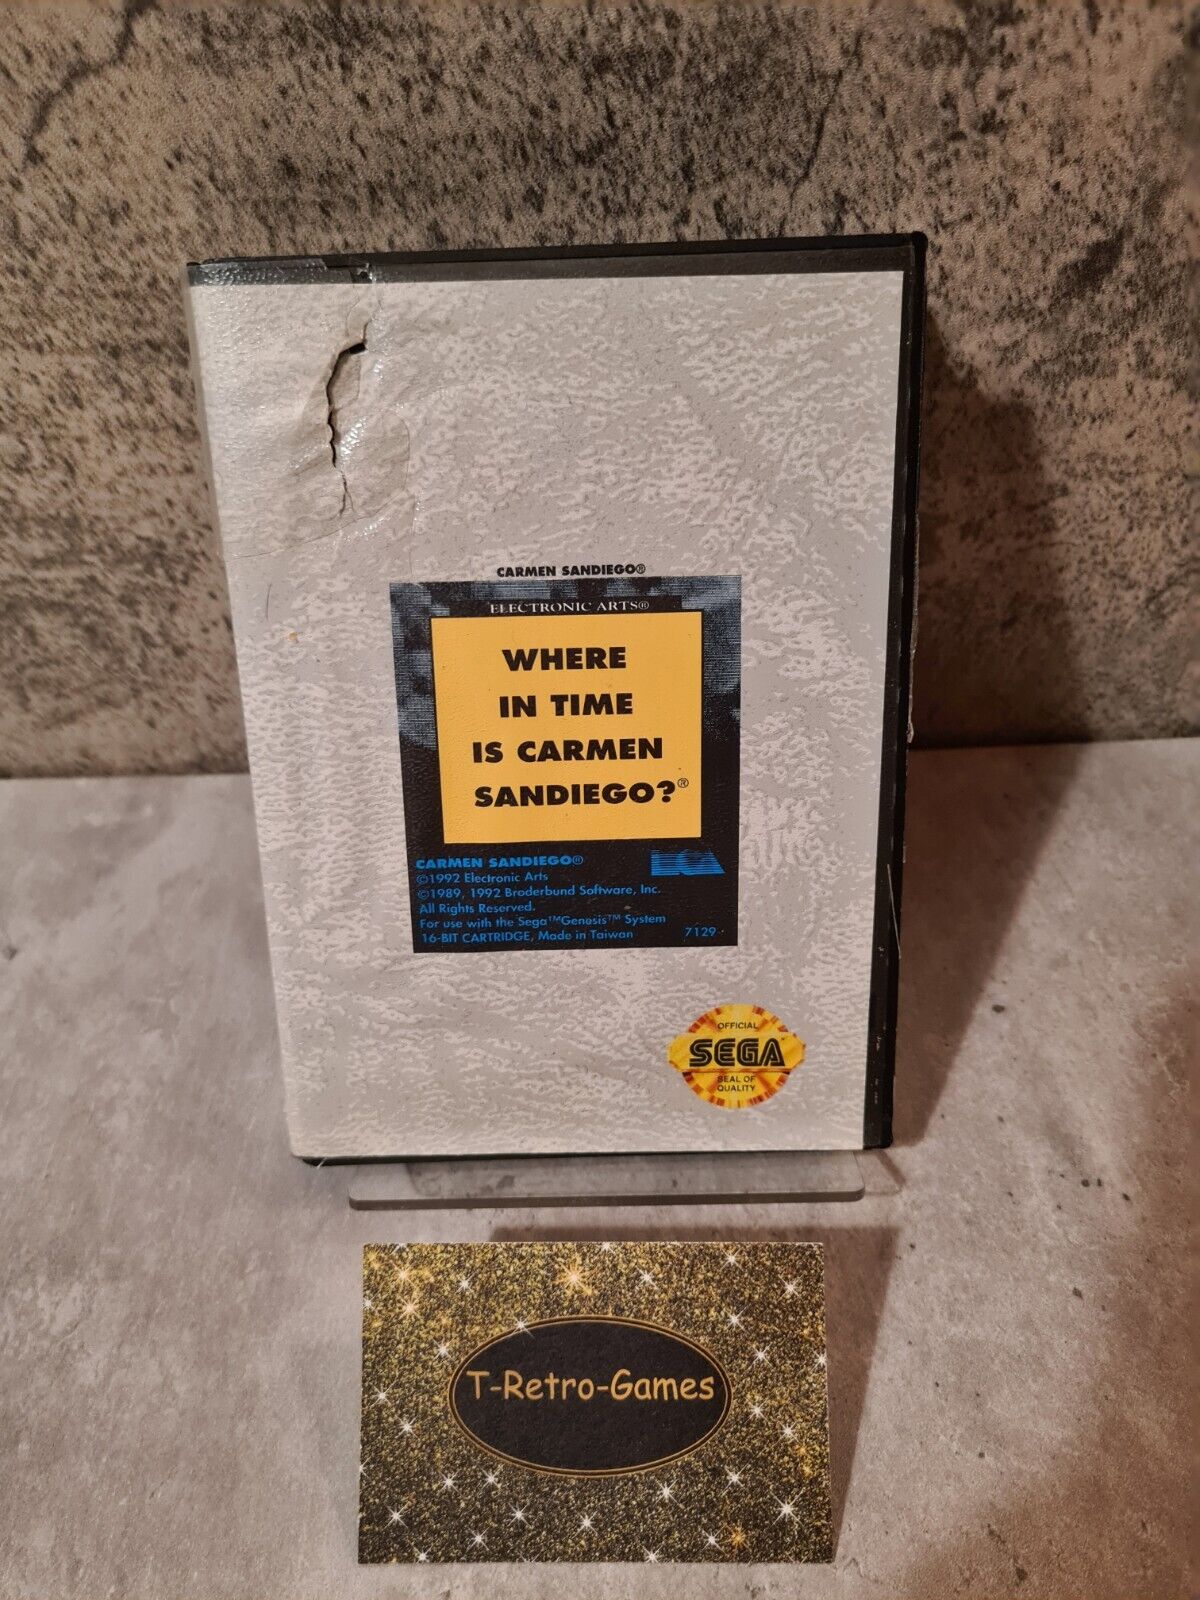 CARMEN SANDIEGO®
ELECTRONIC ARTS®
WHERE
IN TIME
IS CARMEN
SANDIEGO?®
CARMEN SANDIEGO®
©1992 Electronic Arts
©1989, 1992 Broderbund Software, Inc.
All Rights Reserved.
For use with the Sega™Genesis™ System
16-BIT CARTRIDGE, Made in Taiwan 7129
EA
OFFICIAL
SEGA
SEAL OF
QUALITY
T-Retro-Games